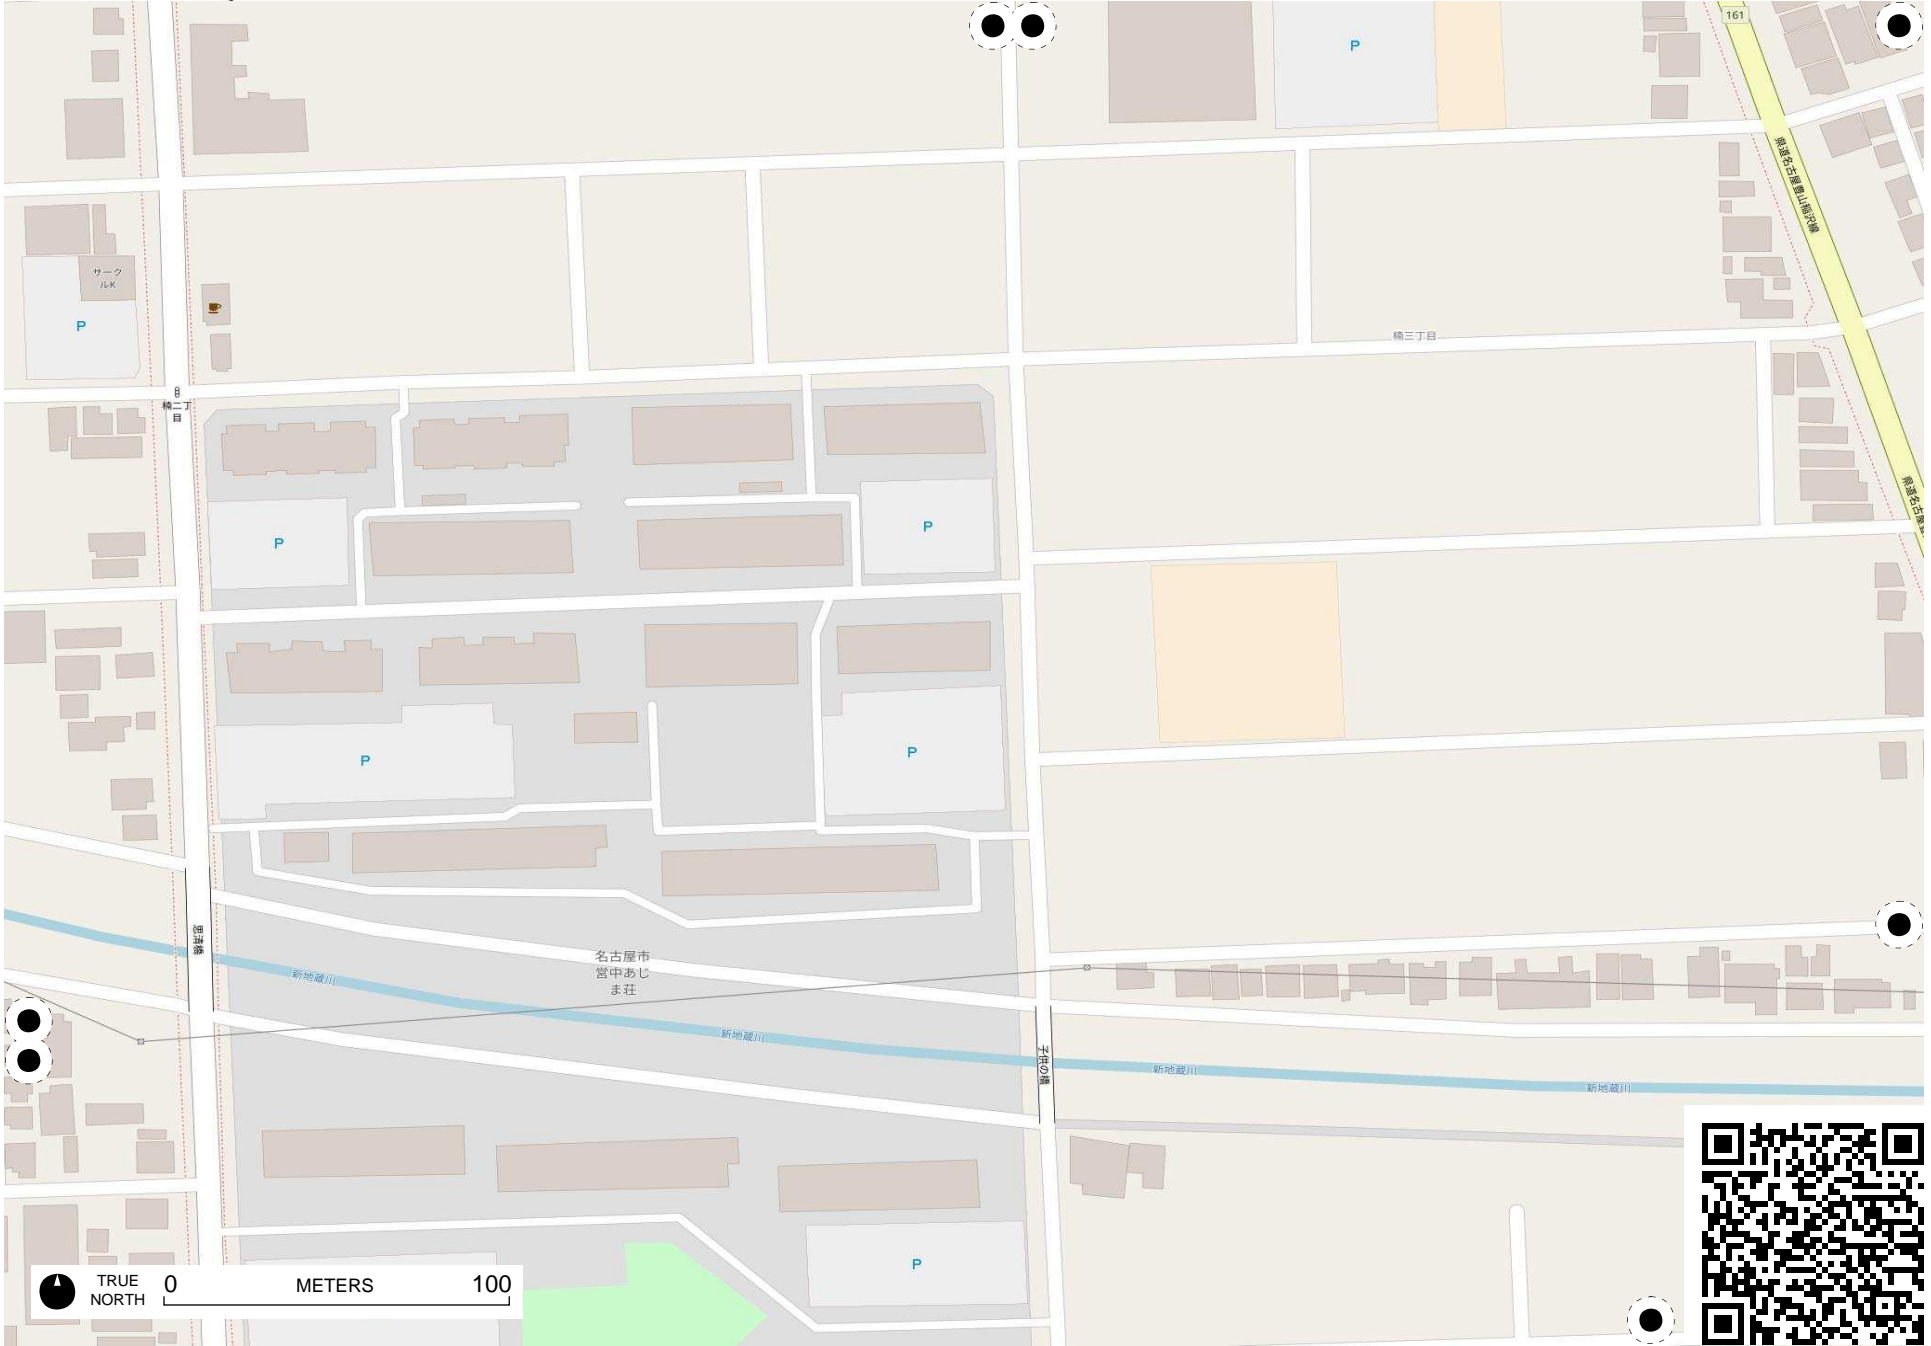 161
P
県道名古屋豊山稲沢線
サーク
ルK
P
楠三丁目
楠二丁
目
P
P
P
P
思清橋
名古屋市
営中あじ
ま荘
新地蔵川
新地蔵川
子供の橋
新地蔵川
新地蔵川
P
TRUE
NORTH
0
METERS
100